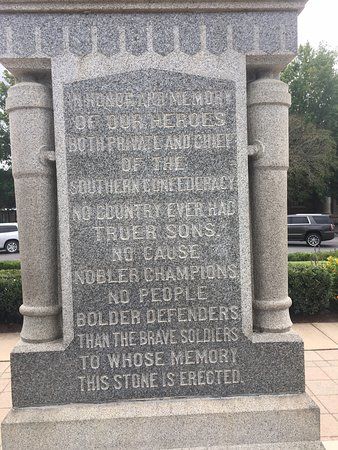 IN HONOR AND MEMORY
OF OUR HEROES
BOTH PRIVATE AND CHIEF
OF THE
SOUTHERN CONFEDERACY.
NO COUNTRY EVER HAD
TRUER SONS,
NO CAUSE
NOBLER CHAMPIONS,
NO PEOPLE
BOLDER DEFENDERS
THAN THE BRAVE SOLDIERS
TO WHOSE MEMORY
THIS STONE IS ERECTED.